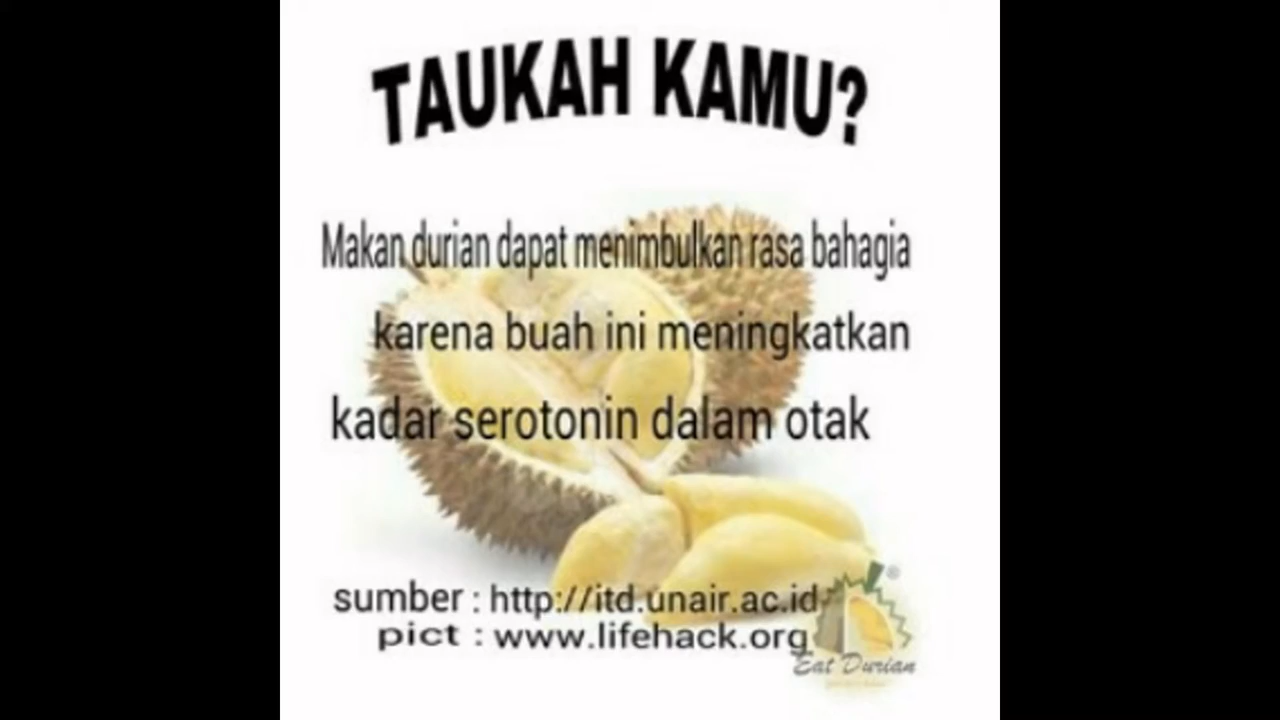 TAUKAH KAMU?
Makan durian dapat menimbulkan rasa bahagia
karena buah ini meningkatkan
kadar serotonin dalam otak
sumber : http://itd.unair.ac.id
pict : www.lifehack.org
Eat Durian